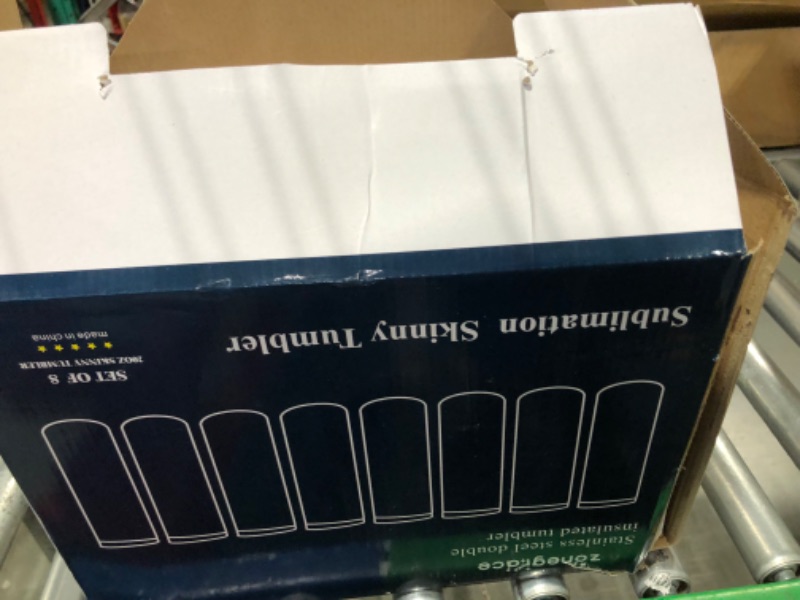 zonegrace
Stainless steel double
insulated tumbler
Sublimation Skinny Tumbler
SET OF 8
20OZ SKINNY TUMBLER
made in china